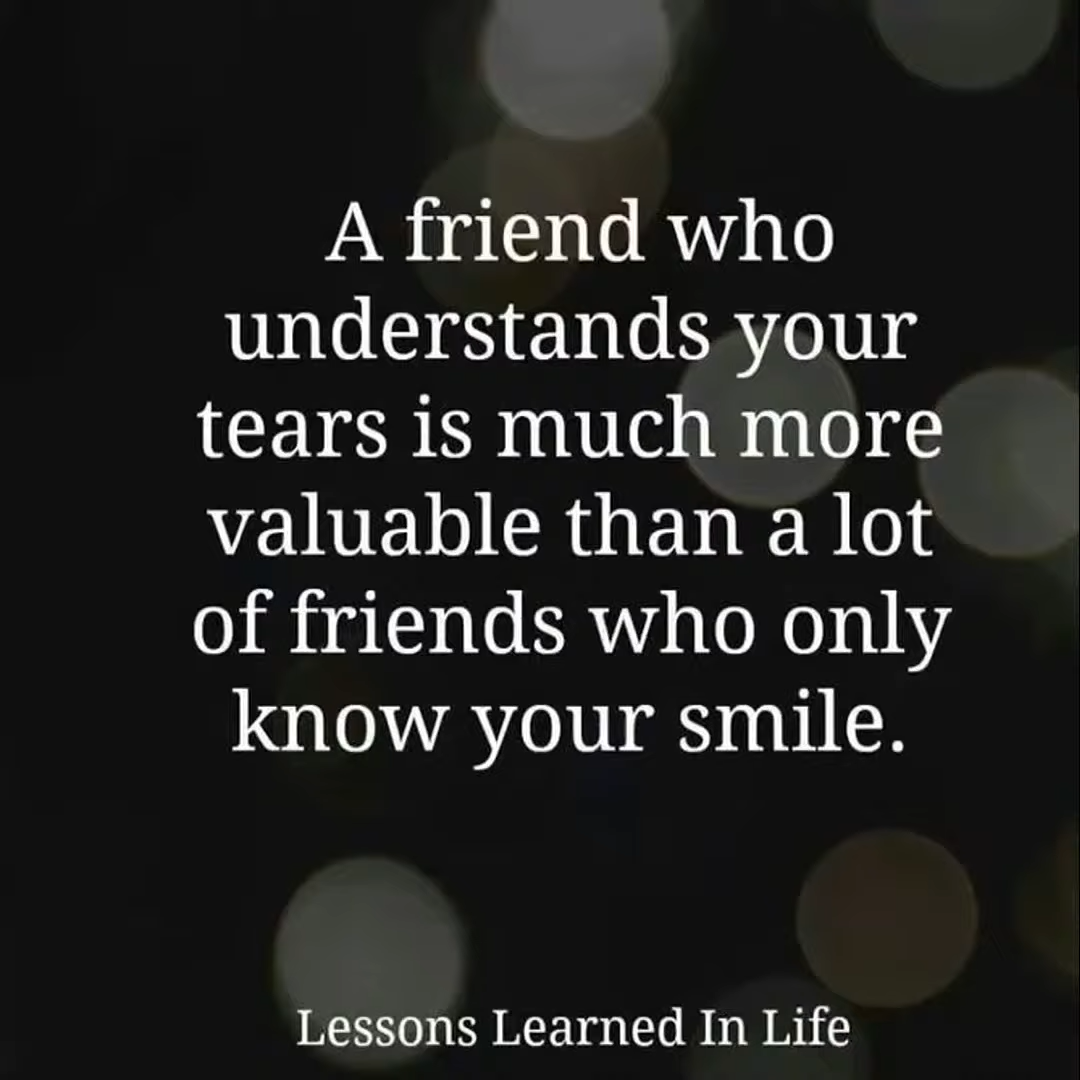 A friend who
understands your
tears is much more
valuable than a lot
of friends who only
know your smile.
Lessons Learned In Life